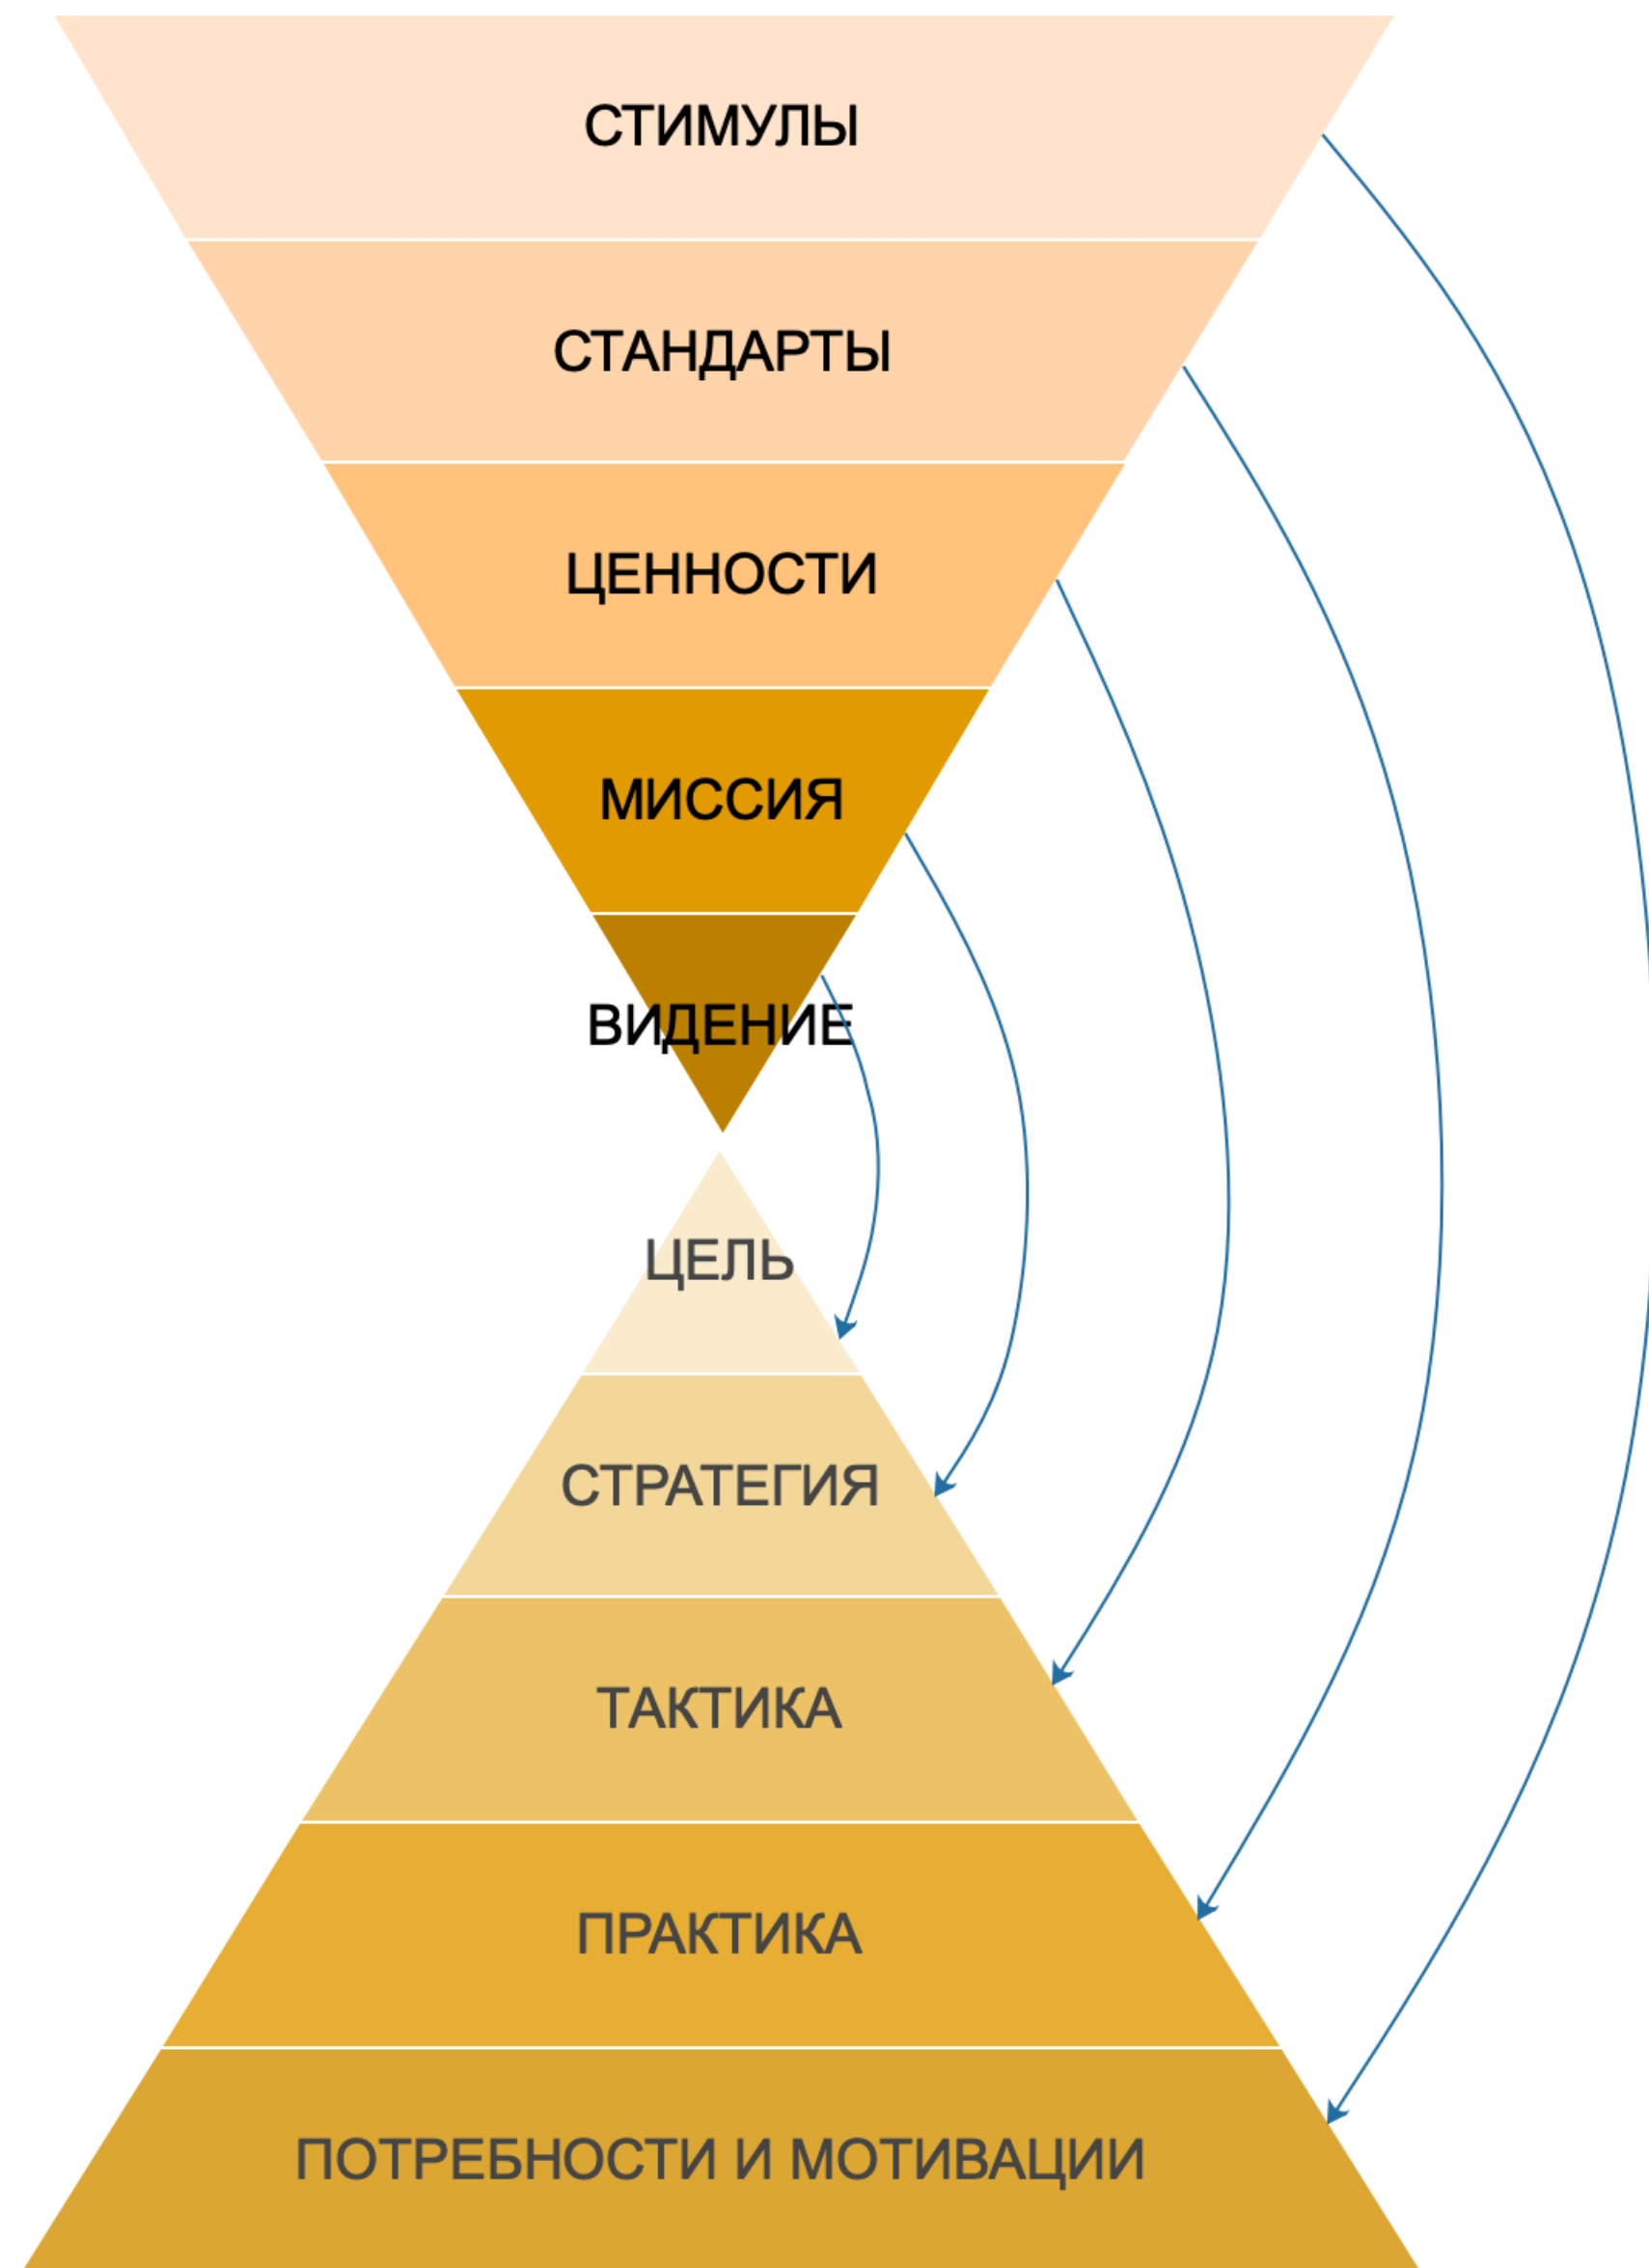 СТИМУЛЫ
СТАНДАРТЫ
ЦЕННОСТИ
МИССИЯ
ВИДЕНИЕ
ЦЕЛЬ
СТРАТЕГИЯ
ТАКТИКА
ПРАКТИКА
ПОТРЕБНОСТИ И МОТИВАЦИИ